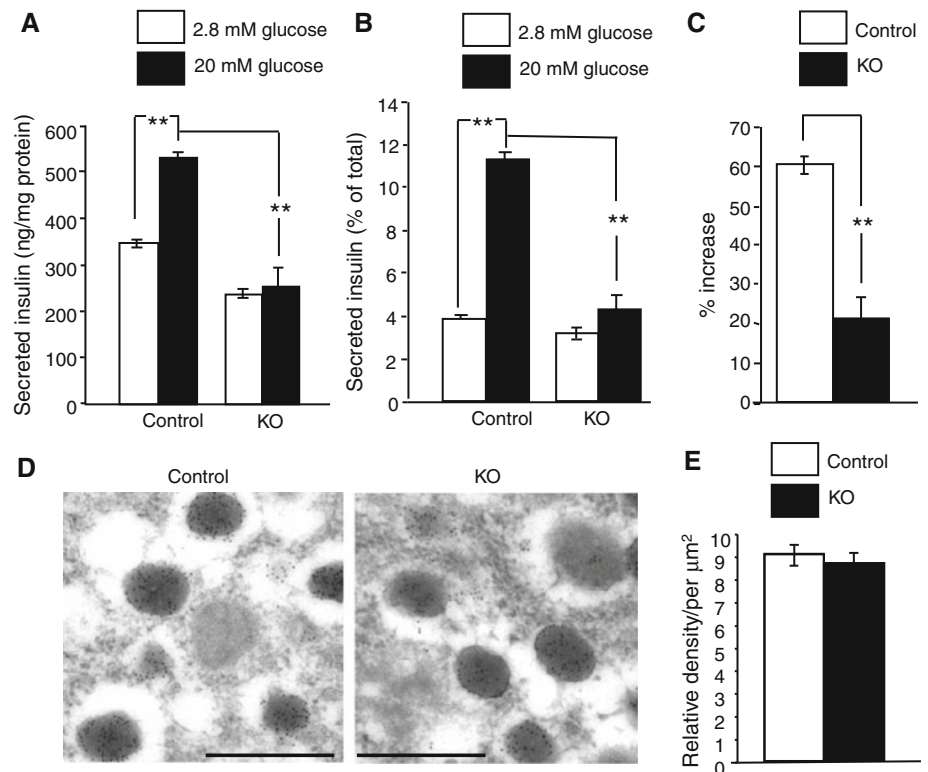 A
2.8 mM glucose
20 mM glucose
Secreted insulin (ng/mg protein)
600
500
400
300
200
100
0
**
**
Control
KO
B
2.8 mM glucose
20 mM glucose
Secreted insuiln (% of total)
14
12
10
8
6
4
2
0
**
**
Control
KO
C
Control
KO
% increase
70
60
50
40
30
20
10
0
**
D
Control
KO
E
Control
KO
Relative density/per μm²
10
9
8
7
6
5
4
3
2
1
0